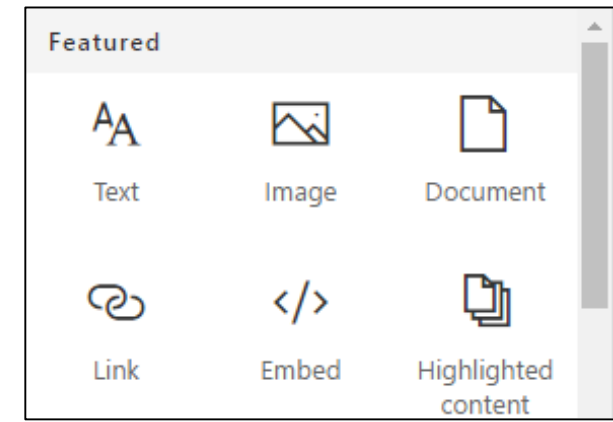 Featured
Text
Image
Document
Link
Embed
Highlighted
content